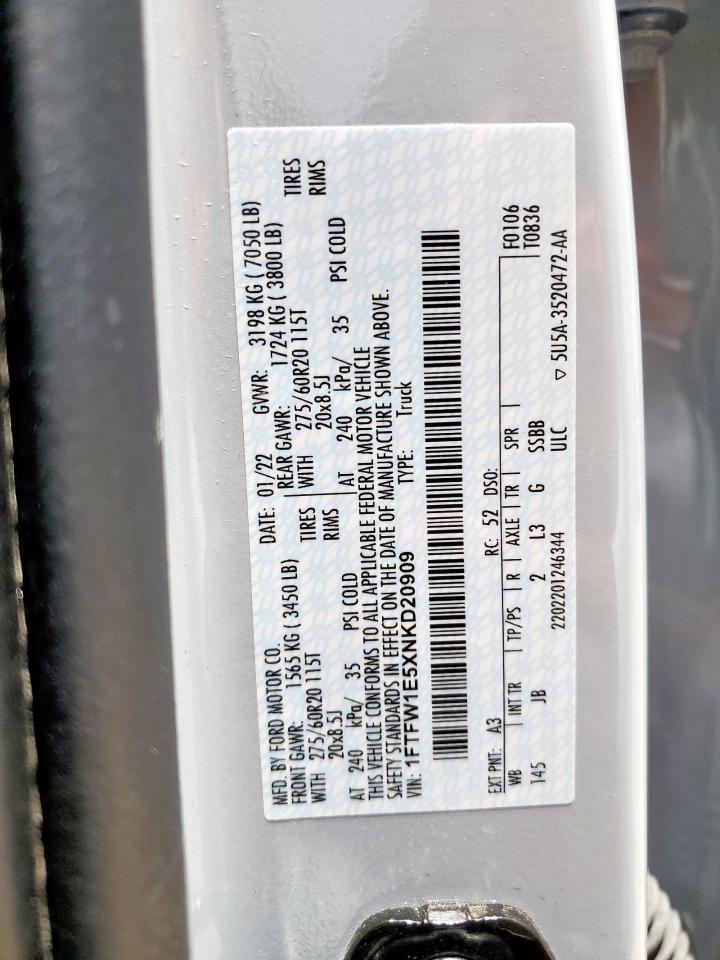 MFD. BY FORD MOTOR CO. DATE: 01/22 GVWR: 3198 KG ( 7050 LB)
FRONT GAWR: 1565 KG ( 3450 LB) REAR GAWR: 1724 KG ( 3800 LB)
WITH 275/60R20 115T TIRES WITH 275/60R20 115T TIRES
20x8.5J RIMS 20x8.5J RIMS
AT 240 kPa/ 35 PSI COLD AT 240 kPa/ 35 PSI COLD
THIS VEHICLE CONFORMS TO ALL APPLICABLE FEDERAL MOTOR VEHICLE
SAFETY STANDARDS IN EFFECT ON THE DATE OF MANUFACTURE SHOWN ABOVE.
VIN: 1FTFW1E5XNKD20909 TYPE: Truck
EXT PNT: A3 RC: 52 DSO: F0106
WB INT TR TP/PS R AXLE TR SPR T0836
145 JB 2 L3 G SSBB
2202201246344 ULC ▽ 5U5A-3520472-AA